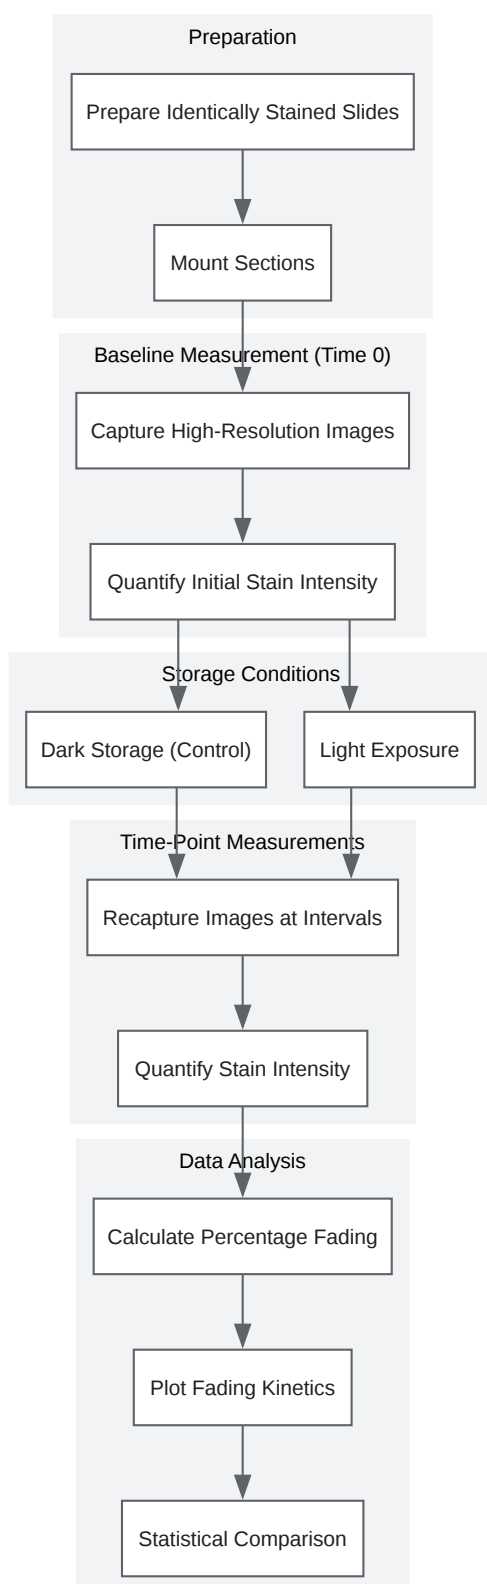 Preparation
Prepare Identically Stained Slides
Mount Sections
Baseline Measurement (Time 0)
Capture High-Resolution Images
Quantify Initial Stain Intensity
Storage Conditions
Dark Storage (Control)
Light Exposure
Time-Point Measurements
Recapture Images at Intervals
Quantify Stain Intensity
Data Analysis
Calculate Percentage Fading
Plot Fading Kinetics
Statistical Comparison